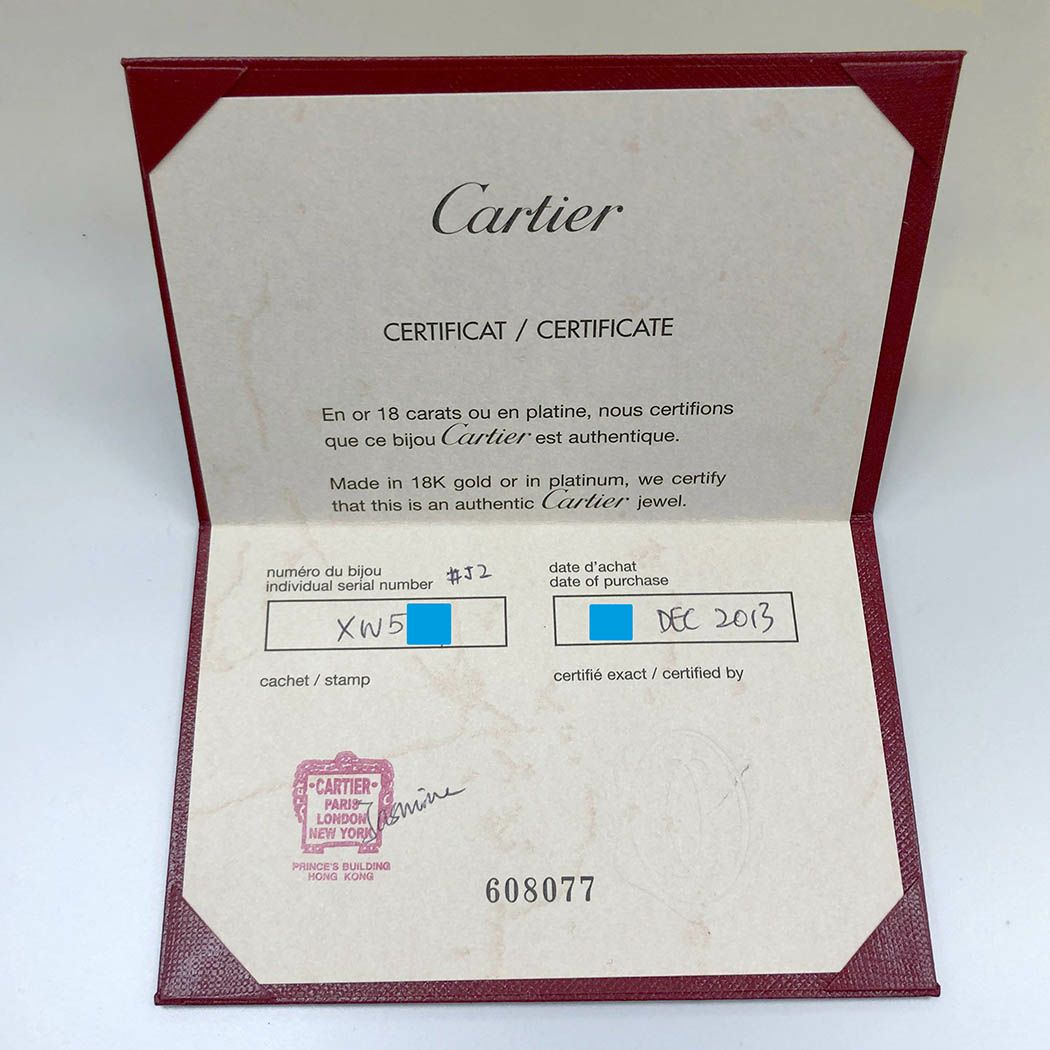 Cartier
CERTIFICAT / CERTIFICATE
En or 18 carats ou en platine, nous certifions
que ce bijou Cartier est authentique.
Made in 18K gold or in platinum, we certify
that this is an authentic Cartier jewel.
numéro du bijou
individual serial number #52
XW5
date d'achat
date of purchase
DEC 2013
cachet / stamp
certifié exact / certified by
·CARTIER·
PARIS
LONDON
NEW YORK
Jasmine
PRINCE'S BUILDING
HONG KONG
608077